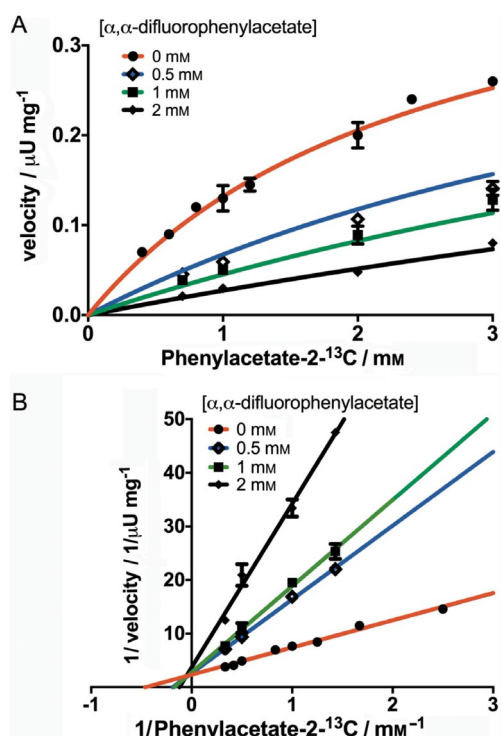 A
[α,α-difluorophenylacetate]
0 mM
0.5 mM
1 mM
2 mM
0.3
0.2
0.1
0.0
velocity / μU mg⁻¹
0 1 2 3
Phenylacetate-2-¹³C / mM
B
[α,α-difluorophenylacetate]
0 mM
0.5 mM
1 mM
2 mM
50
40
30
20
10
1/ velocity / 1/μU mg⁻¹
-1 0 1 2 3
1/Phenylacetate-2-¹³C / mM⁻¹